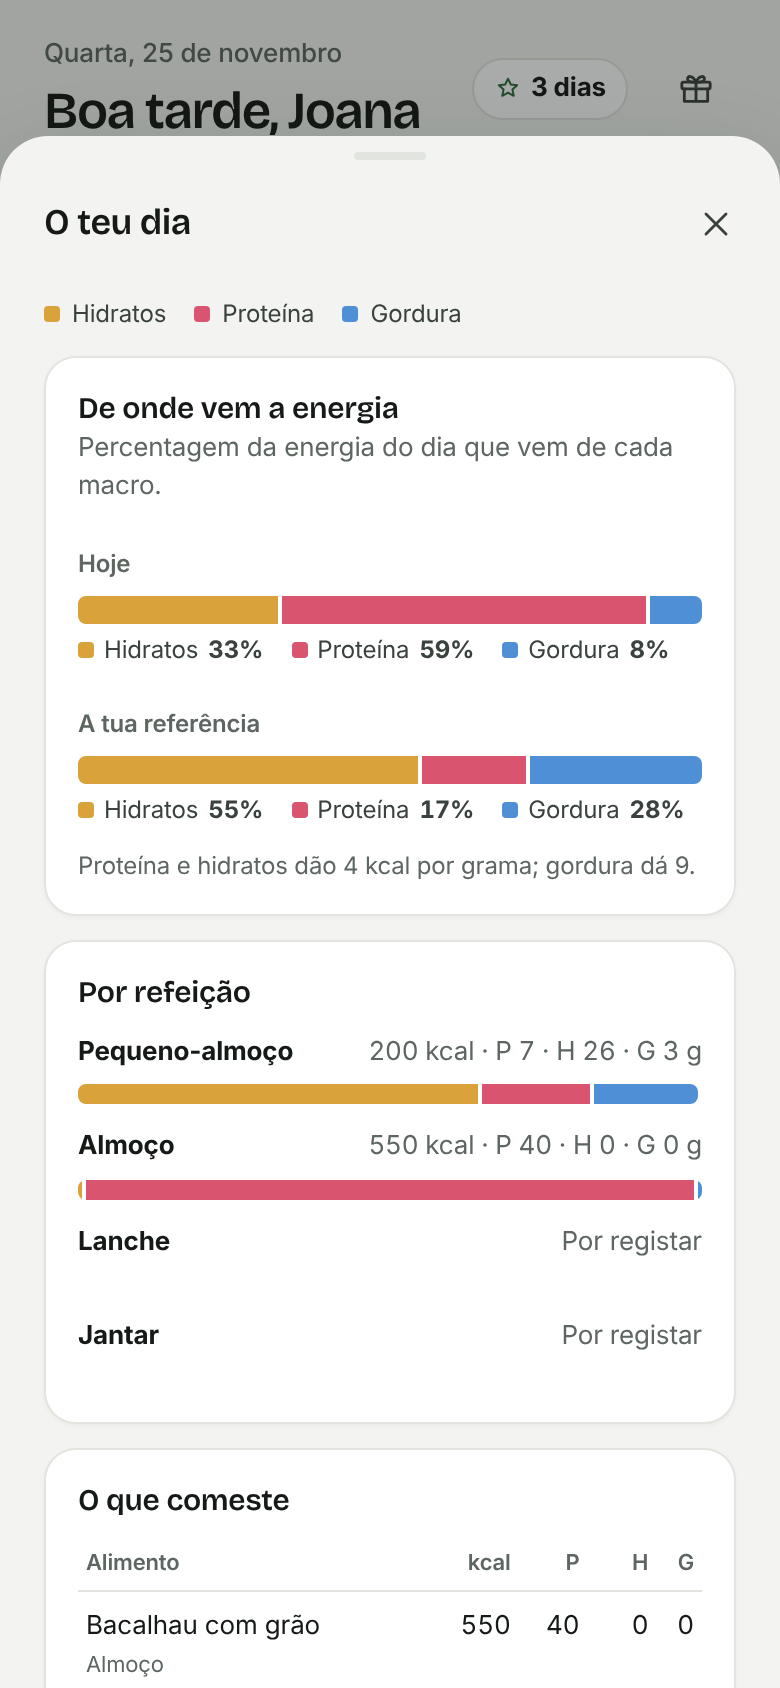 Quarta, 25 de novembro
Boa tarde, Joana
3 dias
O teu dia
Hidratos Proteína Gordura
De onde vem a energia
Percentagem da energia do dia que vem de cada
macro.
Hoje
Hidratos 33% Proteína 59% Gordura 8%
A tua referência
Hidratos 55% Proteína 17% Gordura 28%
Proteína e hidratos dão 4 kcal por grama; gordura dá 9.
Por refeição
Pequeno-almoço 200 kcal · P 7 · H 26 · G 3 g
Almoço 550 kcal · P 40 · H 0 · G 0 g
Lanche Por registar
Jantar Por registar
O que comeste
Alimento kcal P H G
Bacalhau com grão 550 40 0 0
Almoço